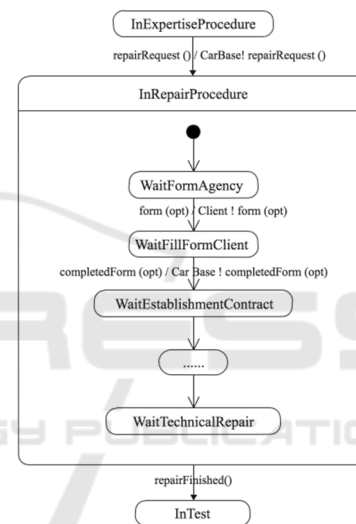 InExpertiseProcedure
repairRequest () / CarBase! repairRequest ()
InRepairProcedure
WaitFormAgency
form (opt) / Client ! form (opt)
WaitFillFormClient
completedForm (opt) / Car Base ! completedForm (opt)
WaitEstablishmentContract
......
WaitTechnicalRepair
repairFinished()
InTest